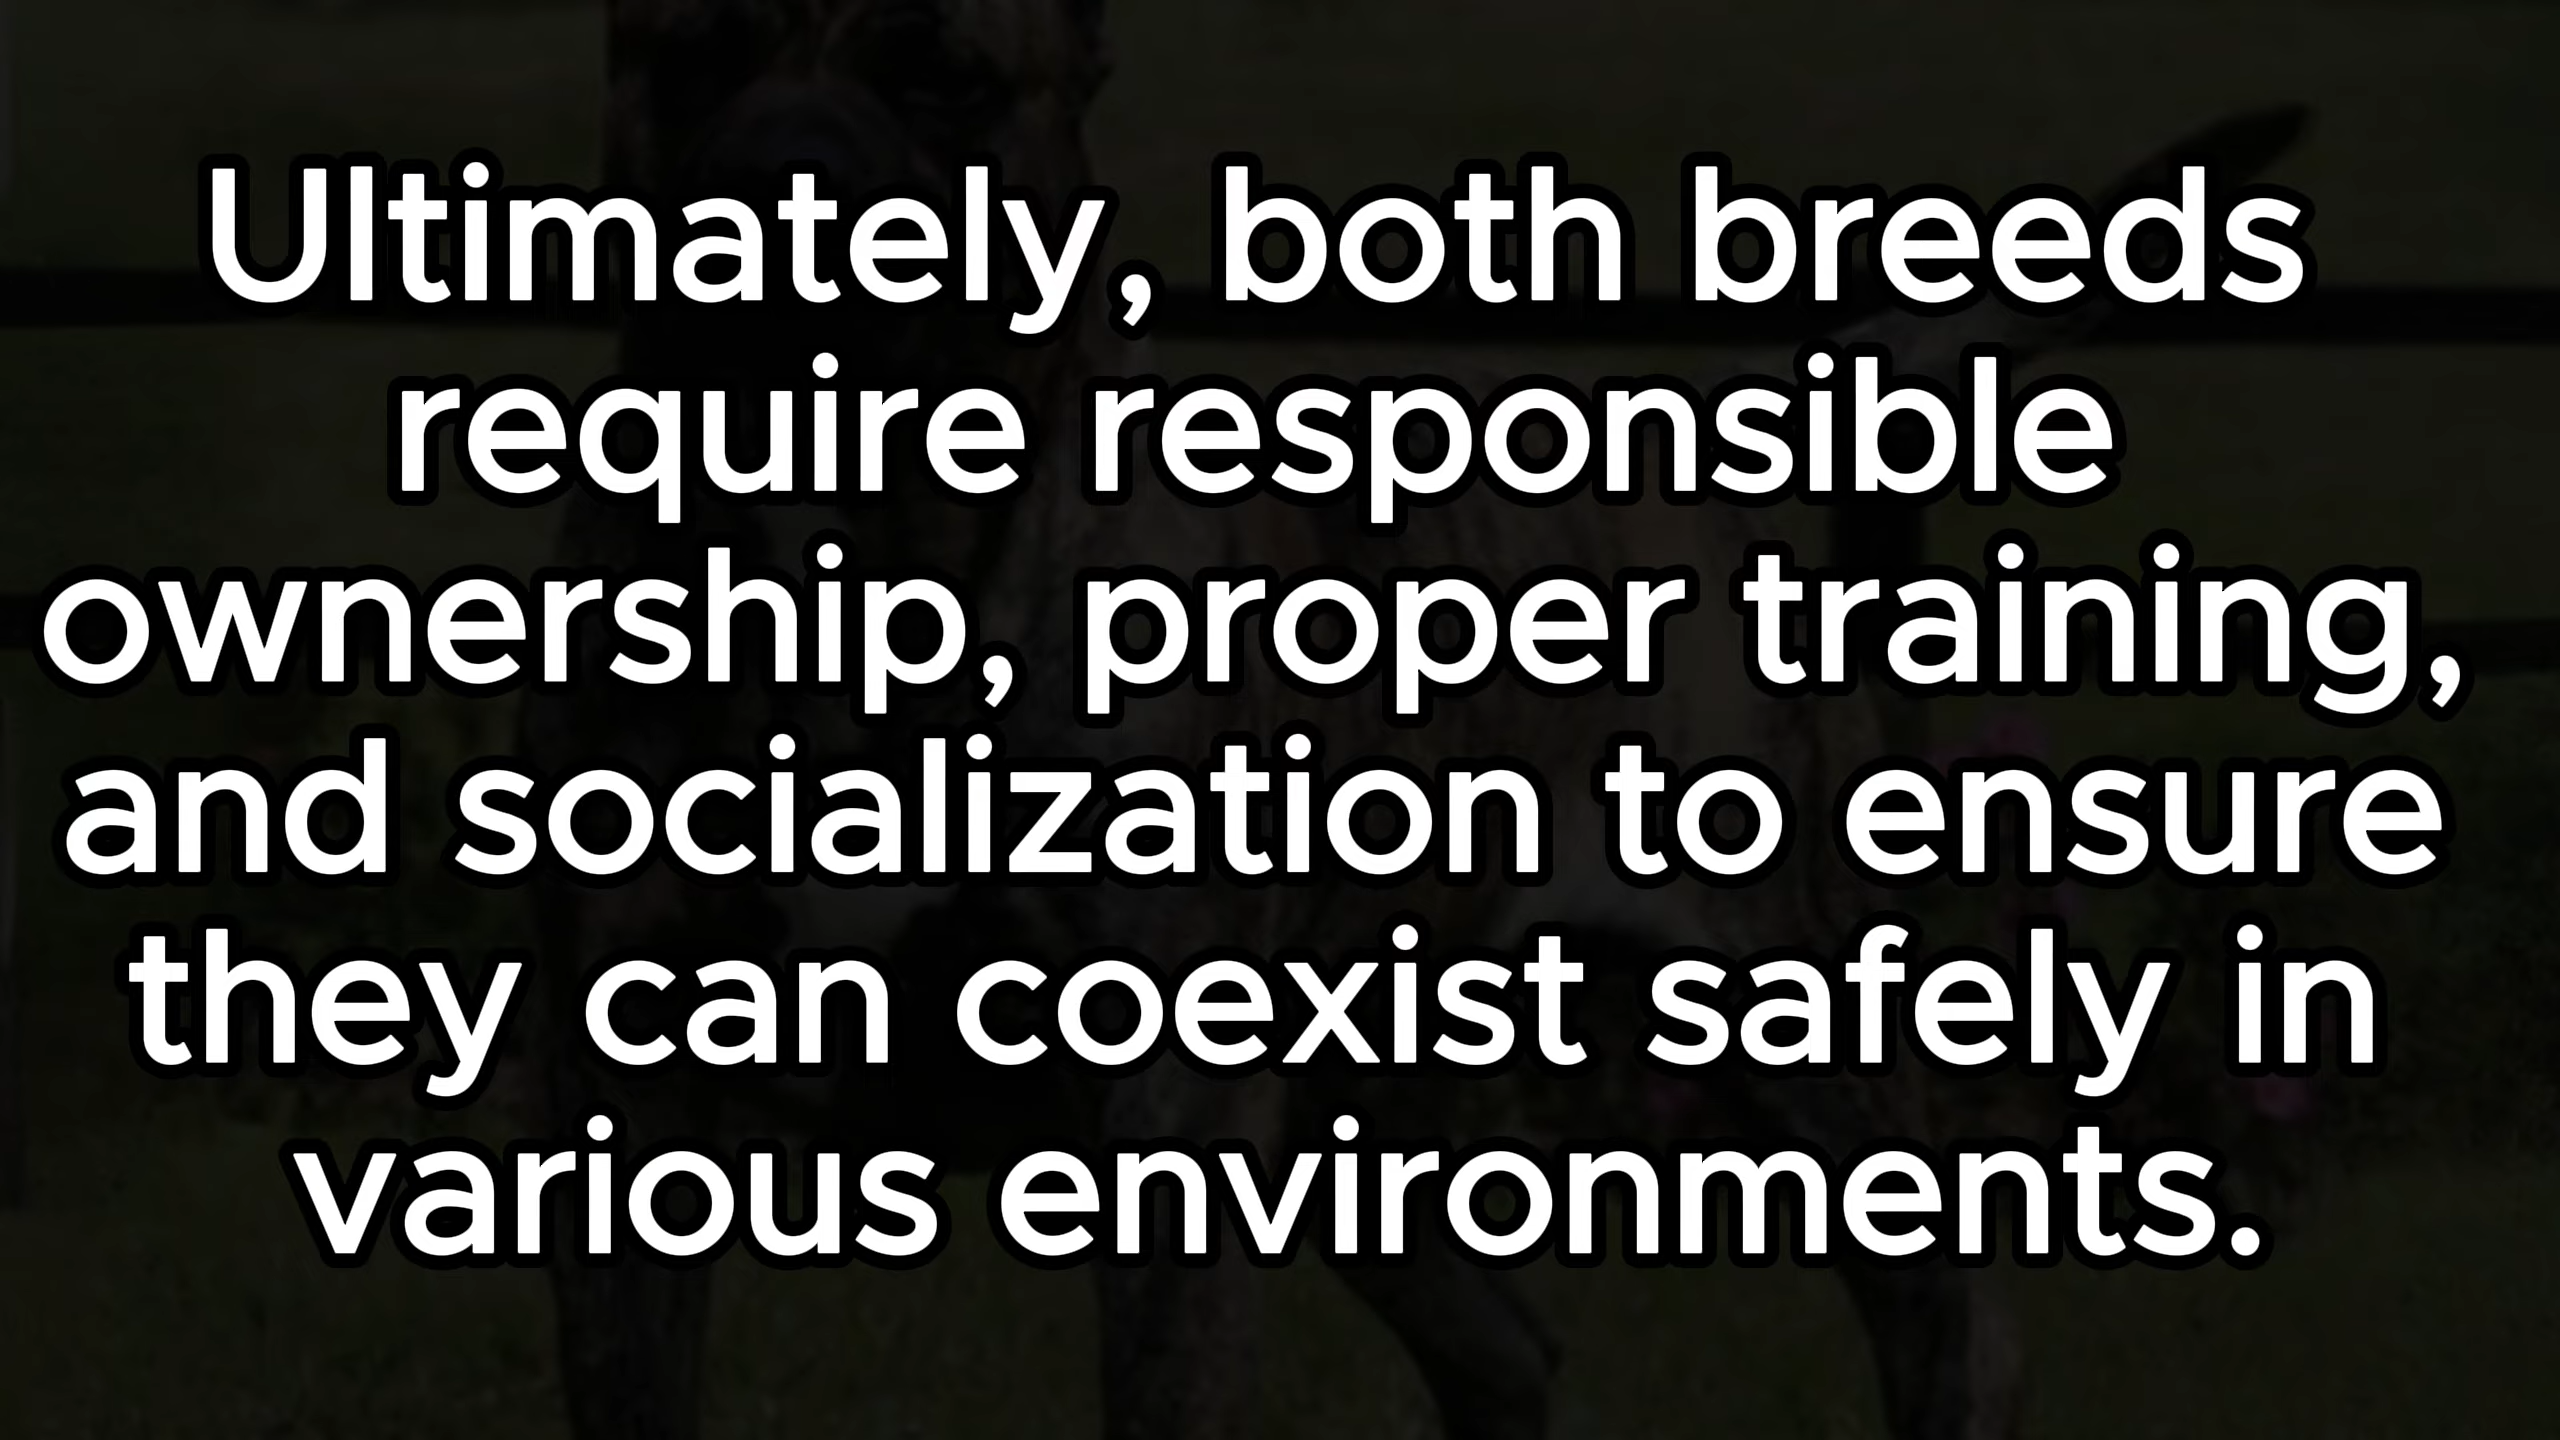 Ultimately, both breeds
require responsible
ownership, proper training,
and socialization to ensure
they can coexist safely in
various environments.